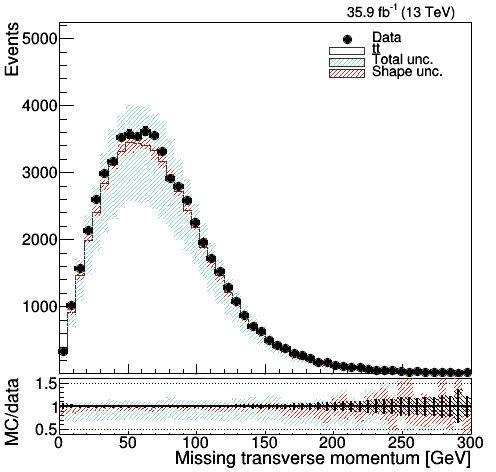 35.9 fb⁻¹ (13 TeV)
Events
5000
4000
3000
2000
1000
Data
tt̄
Total unc.
Shape unc.
MC/data
1.5
1
0.5
0 50 100 150 200 250 300
Missing transverse momentum [GeV]